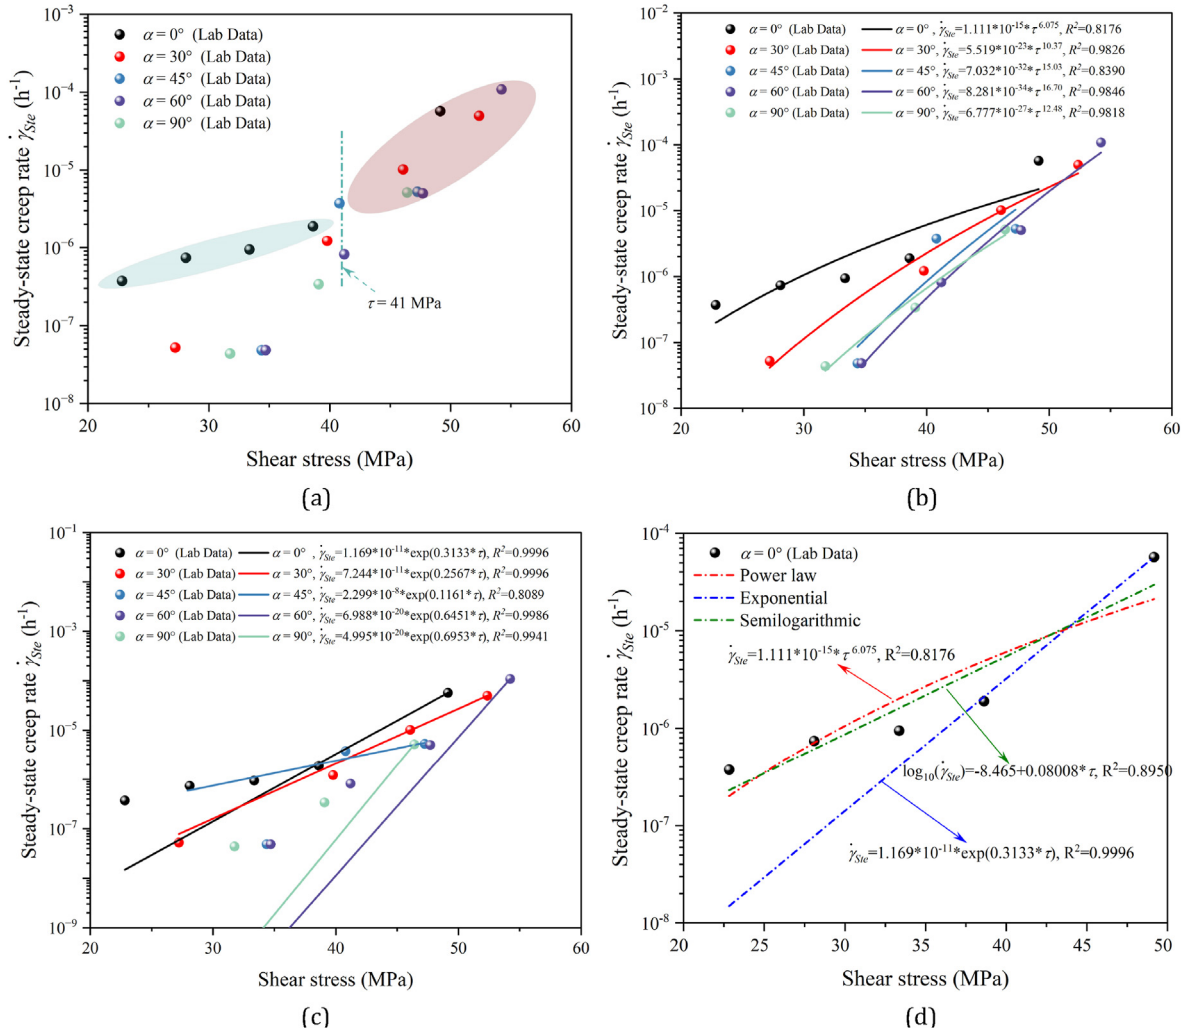 10⁻³
10⁻⁴
10⁻⁵
10⁻⁶
10⁻⁷
10⁻⁸
Steady-state creep rate γ̇Ste (h⁻¹)
α = 0° (Lab Data)
α = 30° (Lab Data)
α = 45° (Lab Data)
α = 60° (Lab Data)
α = 90° (Lab Data)
τ = 41 MPa
20 30 40 50 60
Shear stress (MPa)
(a)
10⁻²
10⁻³
10⁻⁴
10⁻⁵
10⁻⁶
10⁻⁷
10⁻⁸
Steady-state creep rate γ̇Ste (h⁻¹)
α = 0° (Lab Data) α = 0° , γ̇Ste=1.111*10⁻¹⁵*τ^6.075, R²=0.8176
α = 30° (Lab Data) α = 30°, γ̇Ste=5.519*10⁻²³*τ^10.37, R²=0.9826
α = 45° (Lab Data) α = 45°, γ̇Ste=7.032*10⁻³²*τ^15.03, R²=0.8390
α = 60° (Lab Data) α = 60°, γ̇Ste=8.281*10⁻³⁴*τ^16.70, R²=0.9846
α = 90° (Lab Data) α = 90°, γ̇Ste=6.777*10⁻²⁷*τ^12.48, R²=0.9818
20 30 40 50 60
Shear stress (MPa)
(b)
10⁻¹
10⁻³
10⁻⁵
10⁻⁷
10⁻⁹
Steady-state creep rate γ̇Ste (h⁻¹)
α = 0° (Lab Data) α = 0° , γ̇Ste=1.169*10⁻¹¹*exp(0.3133*τ), R²=0.9996
α = 30° (Lab Data) α = 30°, γ̇Ste=7.244*10⁻¹¹*exp(0.2567*τ), R²=0.9996
α = 45° (Lab Data) α = 45°, γ̇Ste=2.299*10⁻⁸*exp(0.1161*τ), R²=0.8089
α = 60° (Lab Data) α = 60°, γ̇Ste=6.988*10⁻²⁰*exp(0.6451*τ), R²=0.9986
α = 90° (Lab Data) α = 90°, γ̇Ste=4.995*10⁻²⁰*exp(0.6953*τ), R²=0.9941
20 30 40 50 60
Shear stress (MPa)
(c)
10⁻⁴
10⁻⁵
10⁻⁶
10⁻⁷
10⁻⁸
Steady-state creep rate γ̇Ste (h⁻¹)
α = 0° (Lab Data)
Power law
Exponential
Semilogarithmic
γ̇Ste=1.111*10⁻¹⁵*τ^6.075, R²=0.8176
log₁₀(γ̇Ste)=-8.465+0.08008*τ, R²=0.8950
γ̇Ste=1.169*10⁻¹¹*exp(0.3133*τ), R²=0.9996
20 25 30 35 40 45 50
Shear stress (MPa)
(d)